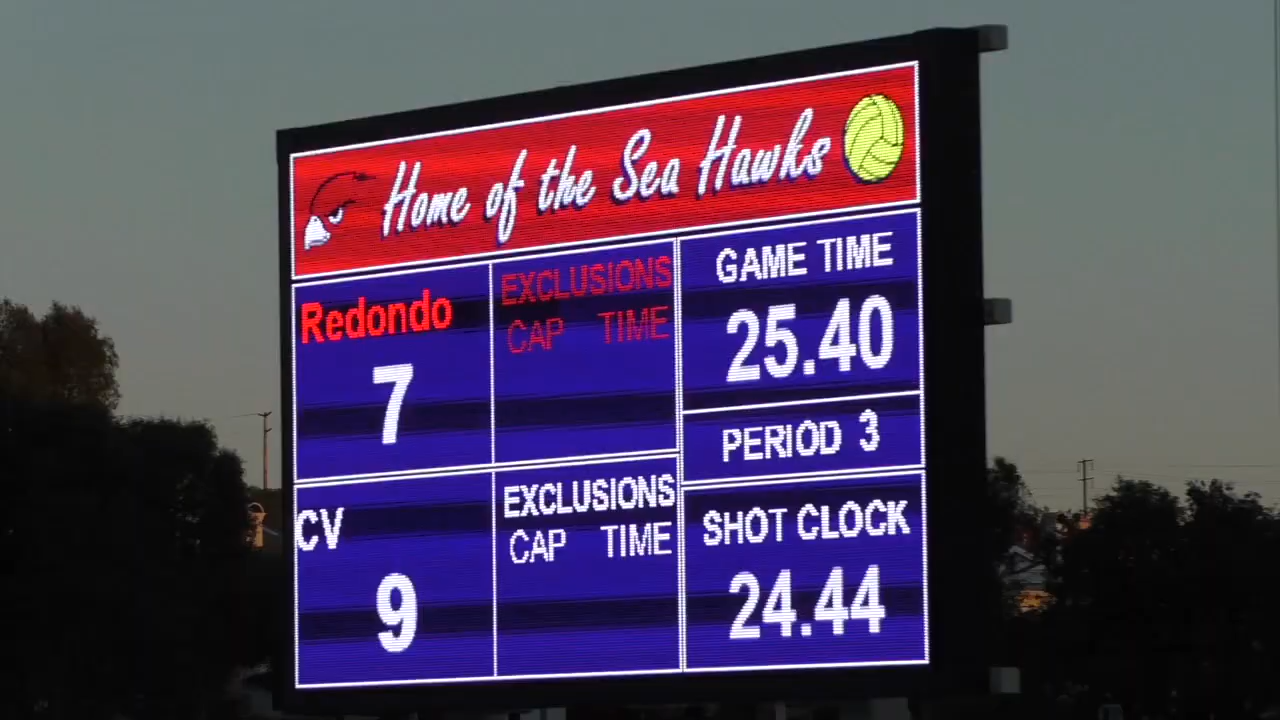 Home of the Sea Hawks
Redondo
7
EXCLUSIONS
CAP TIME
GAME TIME
25.40
PERIOD 3
CV
9
EXCLUSIONS
CAP TIME
SHOT CLOCK
24.44